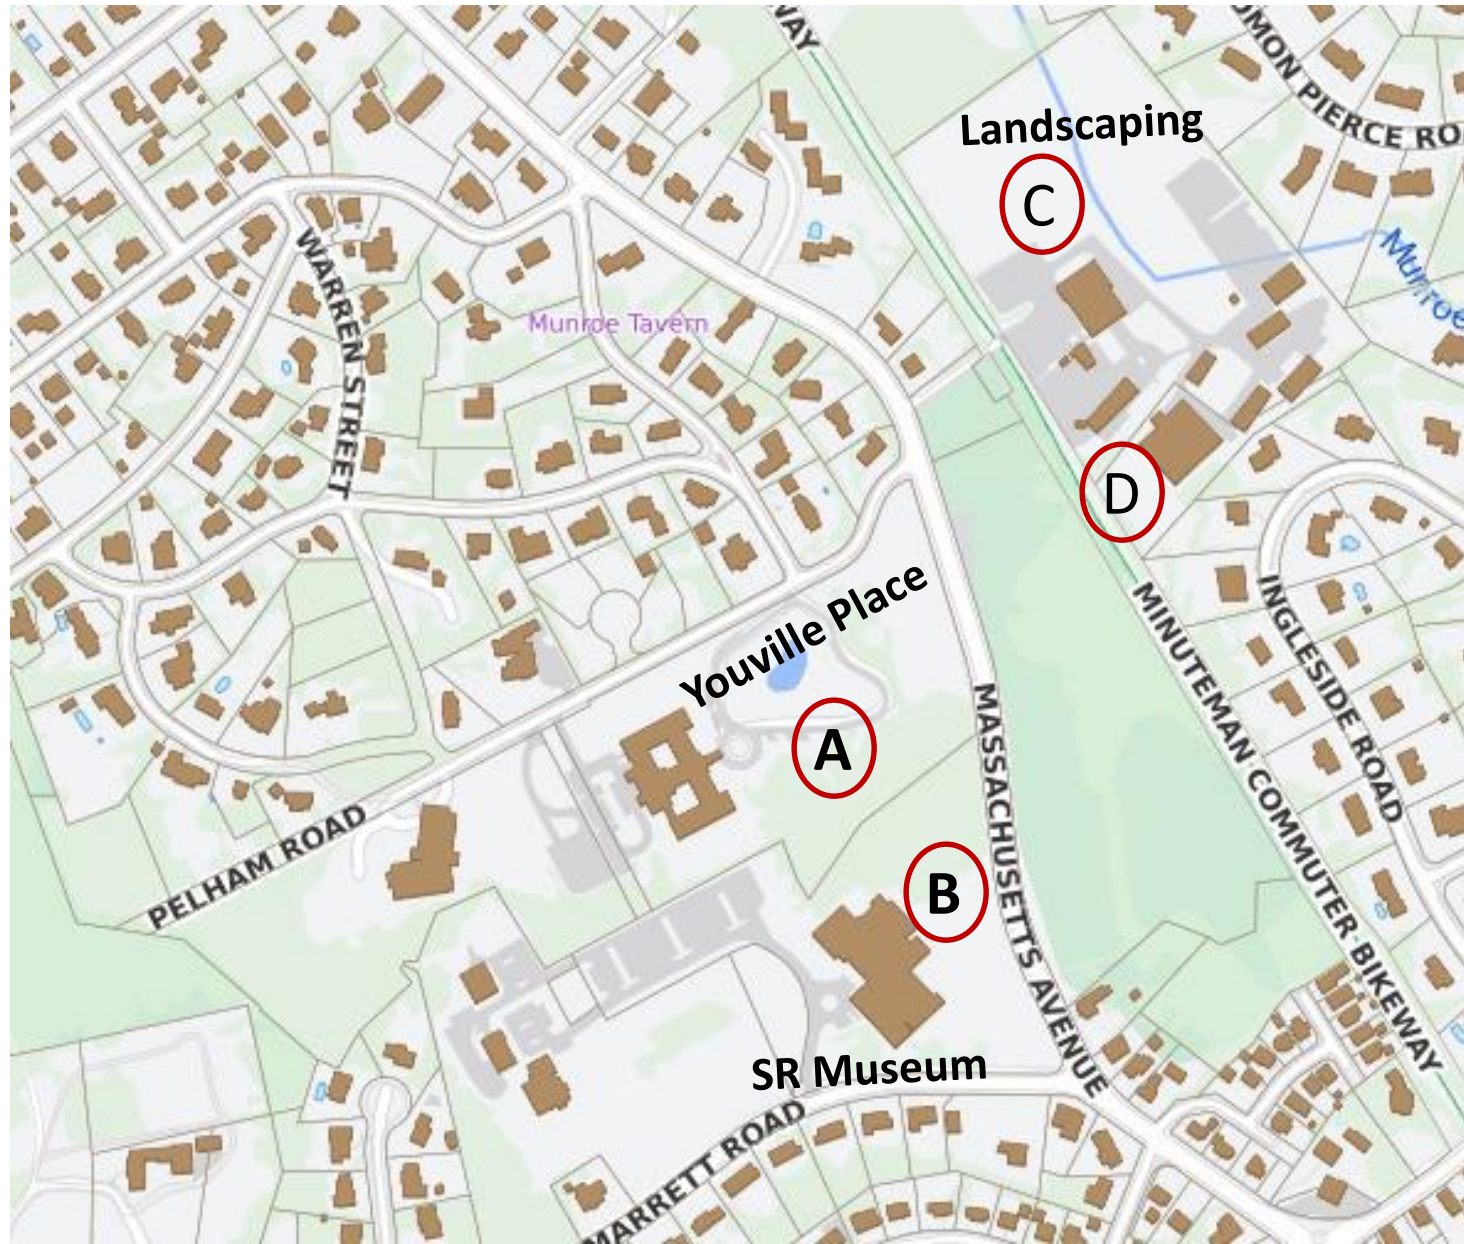 WAY
OMON PIERCE RO
Landscaping
C
WARREN STREET
Munroe
Munroe Tavern
D
Youville Place
INGLESIDE ROAD
MINUTEMAN COMMUTER BIKEWAY
MASSACHUSETTS AVENUE
A
PELHAM ROAD
B
SR Museum
MARRETT ROAD